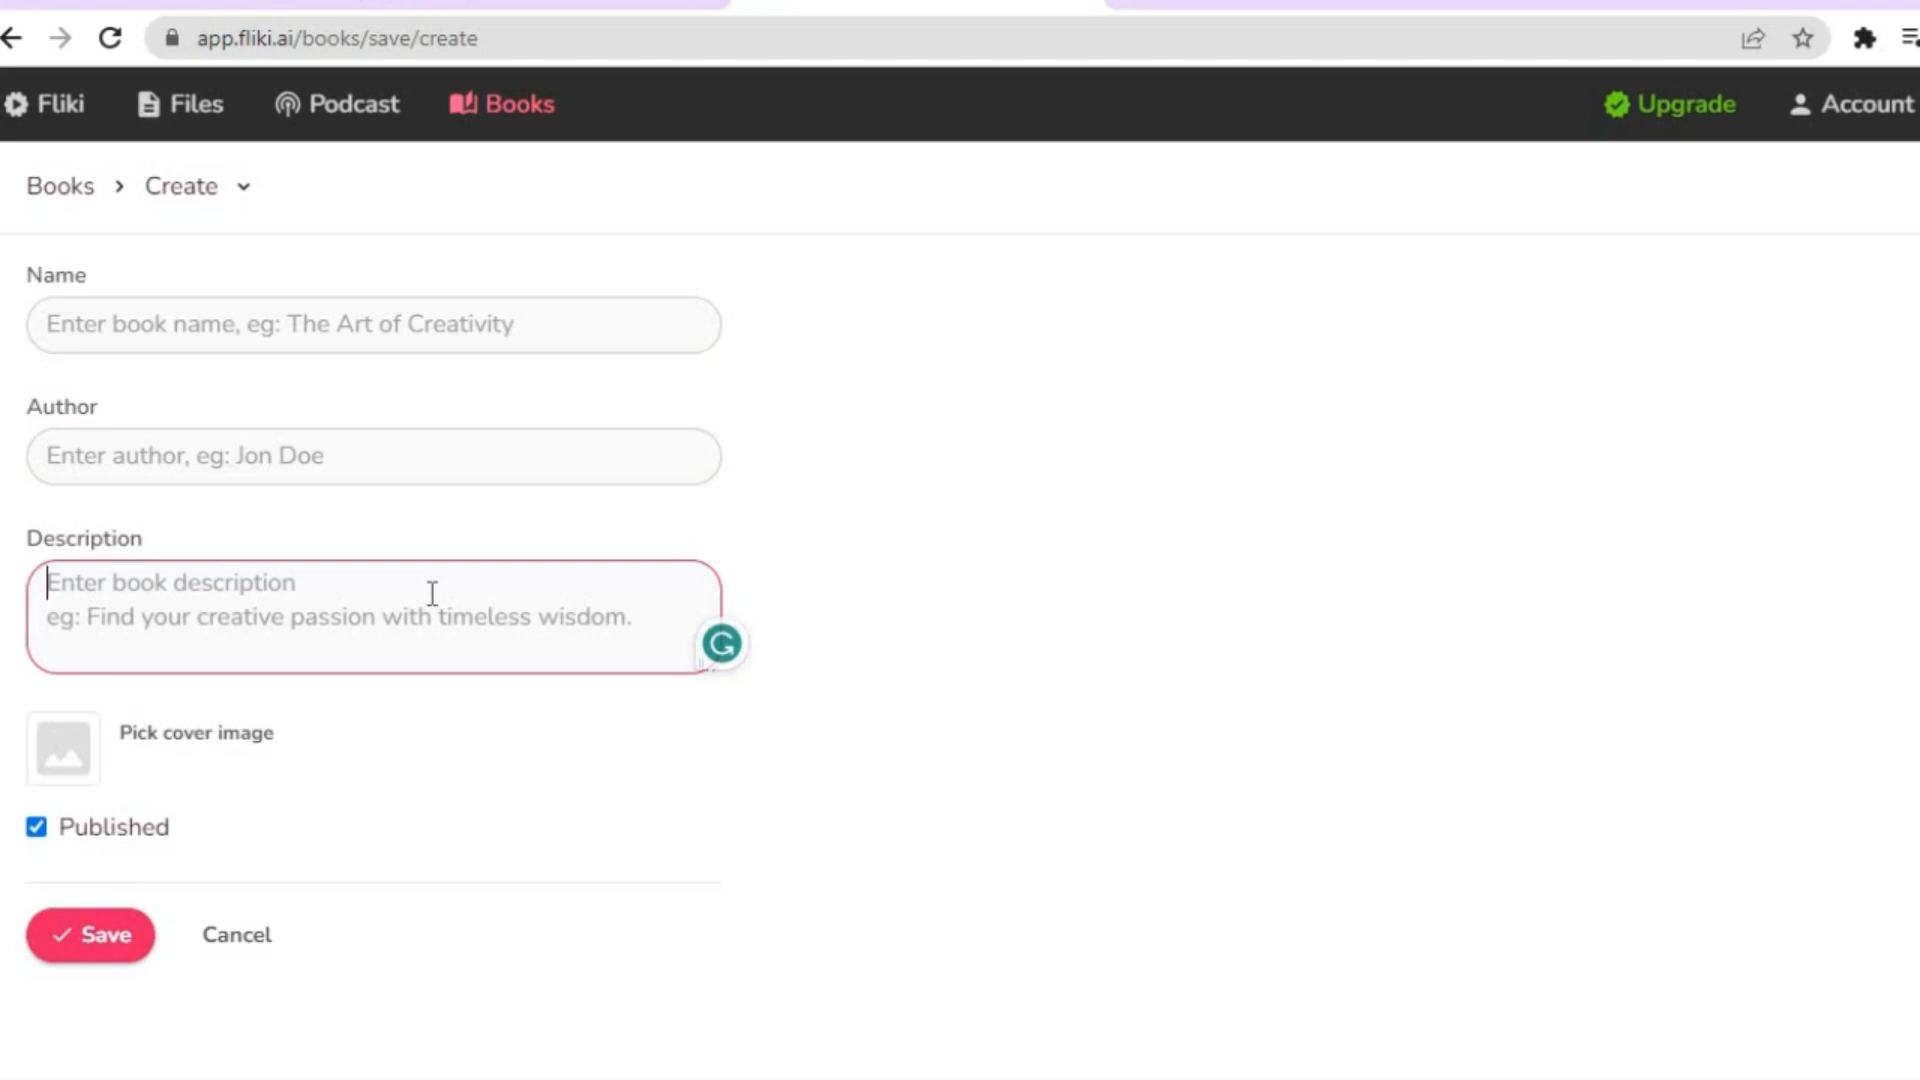 app.fliki.ai/books/save/create
Fliki Files Podcast Books Upgrade Account
Books > Create
Name
Enter book name, eg: The Art of Creativity
Author
Enter author, eg: Jon Doe
Description
Enter book description
eg: Find your creative passion with timeless wisdom.
Pick cover image
Published
Save Cancel